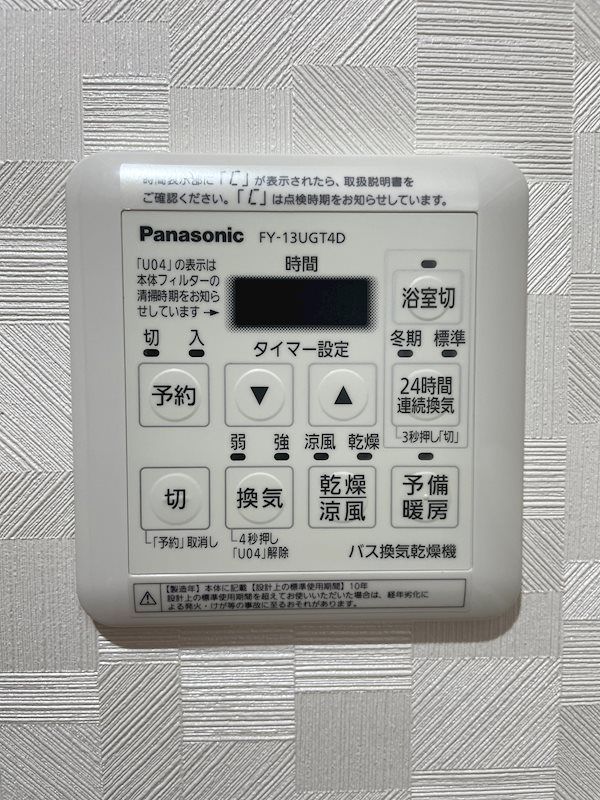 時間表示部に「C」が表示されたら、取扱説明書を
ご確認ください。「C」は点検時期をお知らせしています。
Panasonic FY-13UGT4D
「U04」の表示は
本体フィルターの
清掃時期をお知ら
せしています→
時間
浴室切
切 入
タイマー設定
冬期 標準
予約
▼
▲
24時間
連続換気
3秒押し「切」
弱 強 涼風 乾燥
切
換気
乾燥
涼風
予備
暖房
「予約」取消し
4秒押し
「U04」解除
バス換気乾燥機
【製造年】本体に記載【設計上の標準使用期間】10年
設計上の標準使用期間を超えてお使いいただいた場合は、経年劣化に
よる発火・けが等の事故に至るおそれがあります。